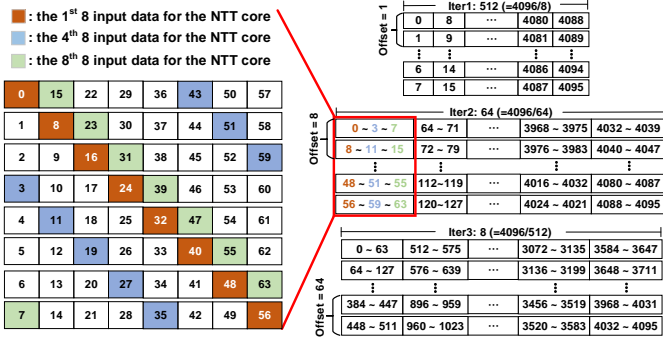 : the 1st 8 input data for the NTT core
: the 4th 8 input data for the NTT core
: the 8th 8 input data for the NTT core
0 15 22 29 36 43 50 57
1 8 23 30 37 44 51 58
2 9 16 31 38 45 52 59
3 10 17 24 39 46 53 60
4 11 18 25 32 47 54 61
5 12 19 26 33 40 55 62
6 13 20 27 34 41 48 63
7 14 21 28 35 42 49 56
Offset = 1
Iter1: 512 (=4096/8)
0 8 ... 4080 4088
1 9 ... 4081 4089
6 14 ... 4086 4094
7 15 ... 4087 4095
Offset = 8
Iter2: 64 (=4096/64)
0 ~ 3 ~ 7 64 ~ 71 ... 3968 ~ 3975 4032 ~ 4039
8 ~ 11 ~ 15 72 ~ 79 ... 3976 ~ 3983 4040 ~ 4047
48 ~ 51 ~ 55 112~119 ... 4016 ~ 4032 4080 ~ 4087
56 ~ 59 ~ 63 120~127 ... 4024 ~ 4021 4088 ~ 4095
Offset = 64
Iter3: 8 (=4096/512)
0 ~ 63 512 ~ 575 ... 3072 ~ 3135 3584 ~ 3647
64 ~ 127 576 ~ 639 ... 3136 ~ 3199 3648 ~ 3711
384 ~ 447 896 ~ 959 ... 3456 ~ 3519 3968 ~ 4031
448 ~ 511 960 ~ 1023 ... 3520 ~ 3583 4032 ~ 4095